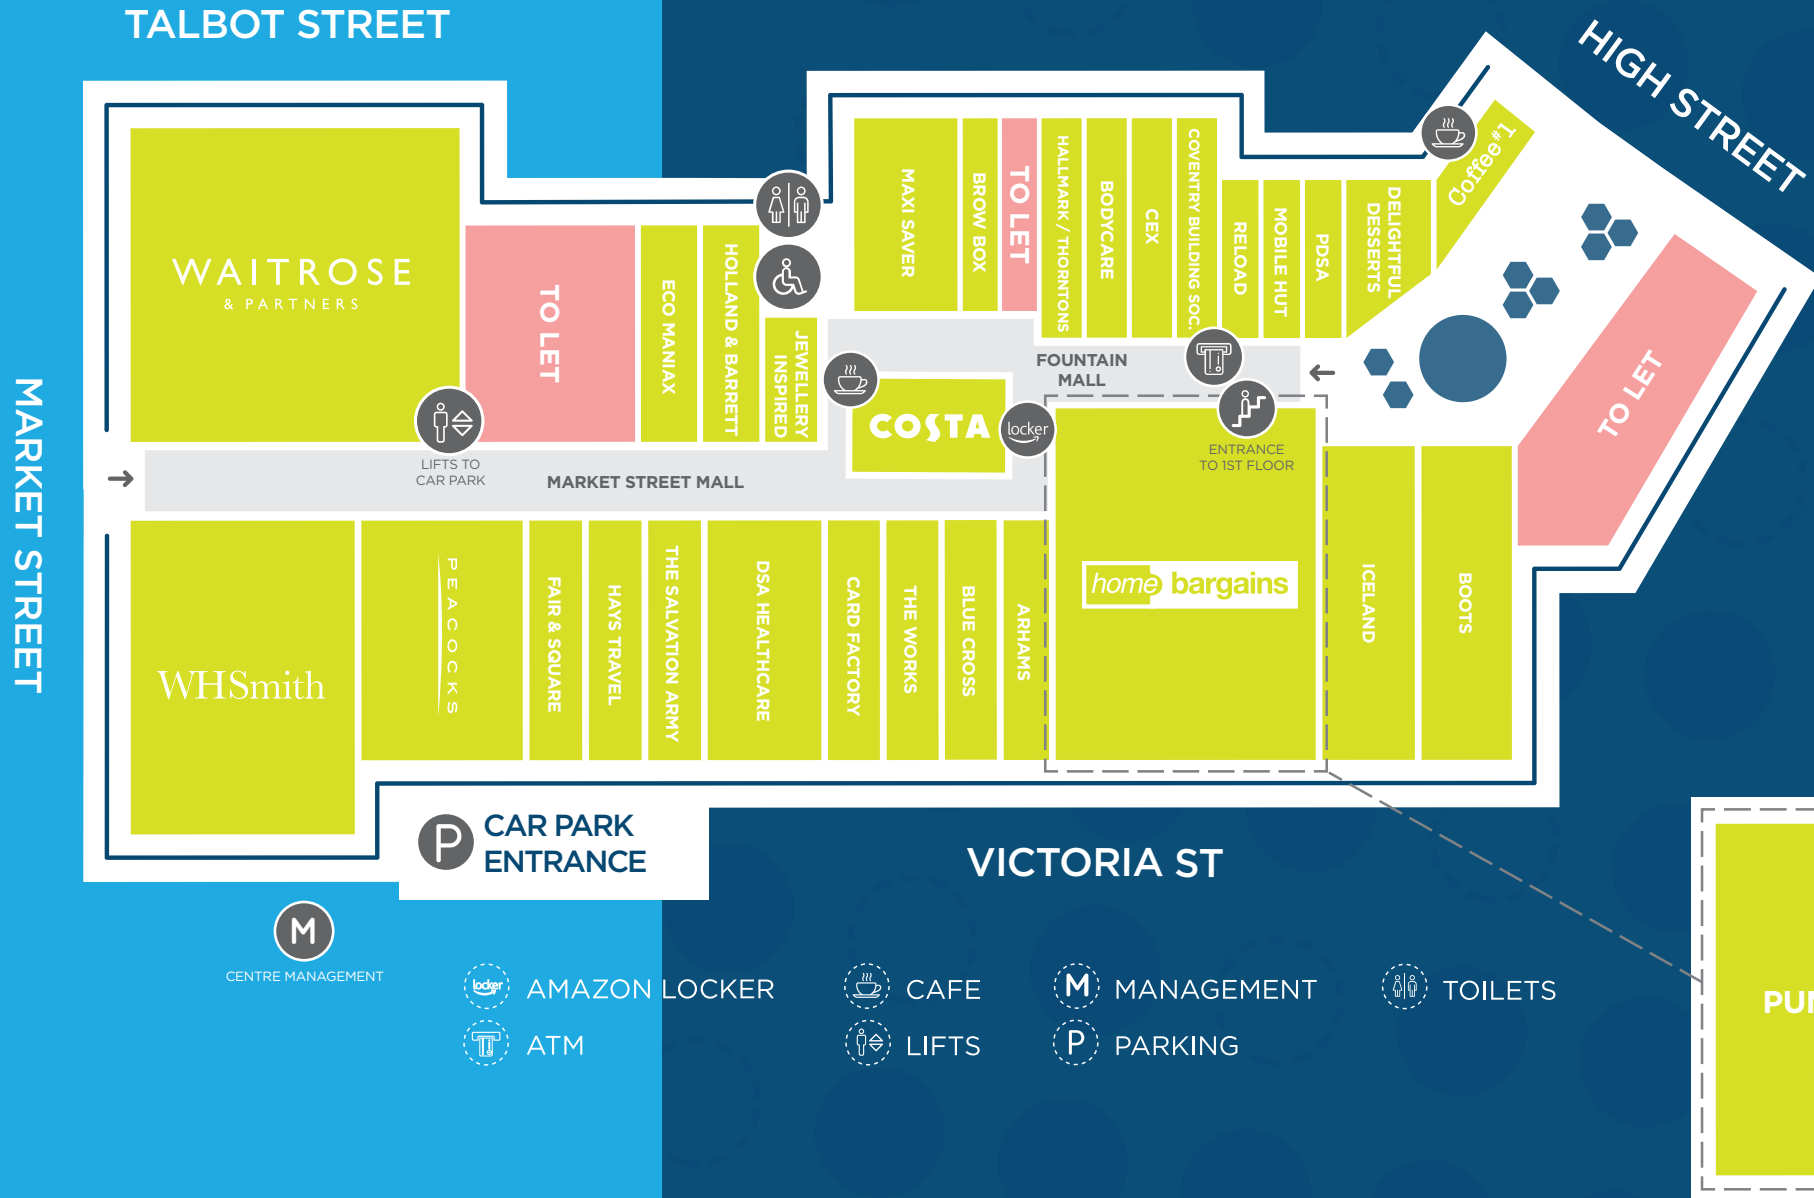 TALBOT STREET
HIGH STREET
MARKET STREET
WAITROSE
& PARTNERS
TO LET
ECO MANIAX
HOLLAND & BARRETT
JEWELLERY
INSPIRED
MAXI SAVER
BROW BOX
TO LET
HALLMARK / THORNTONS
BODYCARE
CEX
COVENTRY BUILDING SOC.
RELOAD
MOBILE HUT
PDSA
DELIGHTFUL
DESSERTS
Coffee#1
TO LET
FOUNTAIN
MALL
COSTA
locker
ENTRANCE
TO 1ST FLOOR
LIFTS TO
CAR PARK
MARKET STREET MALL
WHSmith
PEACOCKS
FAIR & SQUARE
HAYS TRAVEL
THE SALVATION ARMY
DSA HEALTHCARE
CARD FACTORY
THE WORKS
BLUE CROSS
ARHAMS
home bargains
ICELAND
BOOTS
P
CAR PARK
ENTRANCE
VICTORIA ST
M
CENTRE MANAGEMENT
locker AMAZON LOCKER
CAFE
M MANAGEMENT
TOILETS
ATM
LIFTS
P PARKING